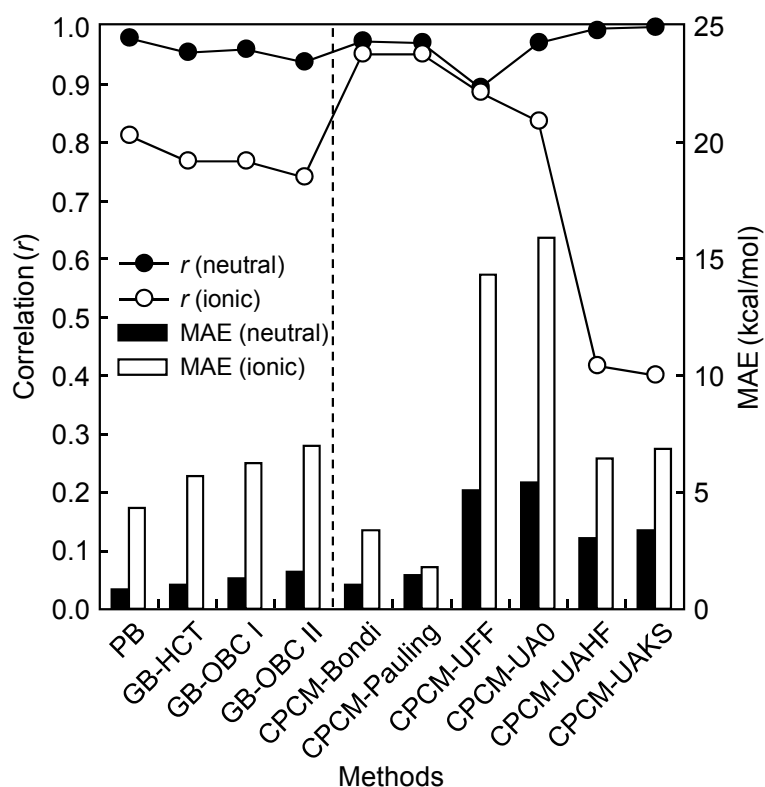 1.0
0.9
0.8
0.7
0.6
0.5
0.4
0.3
0.2
0.1
0.0
Correlation (r)
25
20
15
10
5
0
MAE (kcal/mol)
r (neutral)
r (ionic)
MAE (neutral)
MAE (ionic)
PB
GB-HCT
GB-OBC I
GB-OBC II
CPCM-Bondi
CPCM-Pauling
CPCM-UFF
CPCM-UA0
CPCM-UAHF
CPCM-UAKS
Methods